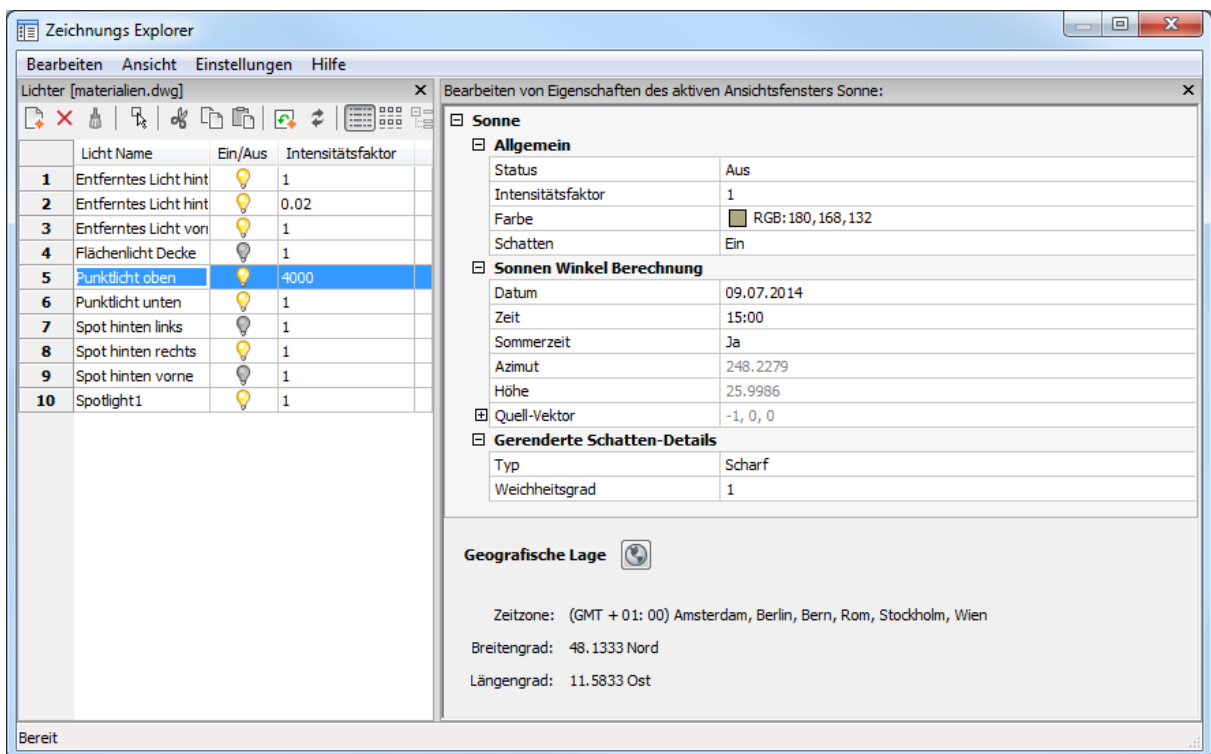 Zeichnungs Explorer
Bearbeiten Ansicht Einstellungen Hilfe
Lichter [materialien.dwg]
Licht Name Ein/Aus Intensitätsfaktor
1 Entferntes Licht hint 1
2 Entferntes Licht hint 0.02
3 Entferntes Licht vorn 1
4 Flächenlicht Decke 1
5 Punktlicht oben 4000
6 Punktlicht unten 1
7 Spot hinten links 1
8 Spot hinten rechts 1
9 Spot hinten vorne 1
10 Spotlight1 1
Bearbeiten von Eigenschaften des aktiven Ansichtsfensters Sonne:
Sonne
Allgemein
Status Aus
Intensitätsfaktor 1
Farbe RGB:180,168,132
Schatten Ein
Sonnen Winkel Berechnung
Datum 09.07.2014
Zeit 15:00
Sommerzeit Ja
Azimut 248.2279
Höhe 25.9986
Quell-Vektor -1, 0, 0
Gerenderte Schatten-Details
Typ Scharf
Weichheitsgrad 1
Geografische Lage
Zeitzone: (GMT + 01: 00) Amsterdam, Berlin, Bern, Rom, Stockholm, Wien
Breitengrad: 48.1333 Nord
Längengrad: 11.5833 Ost
Bereit